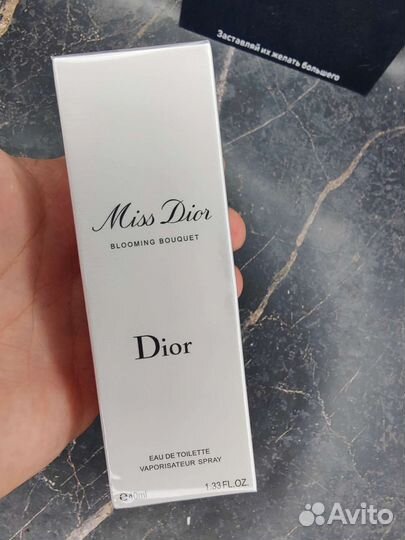 Заставляй их желать большего
Miss Dior
BLOOMING BOUQUET
Dior
EAU DE TOILETTE
VAPORISATEUR SPRAY
℮40ml 1.33 FL.OZ.
Avito